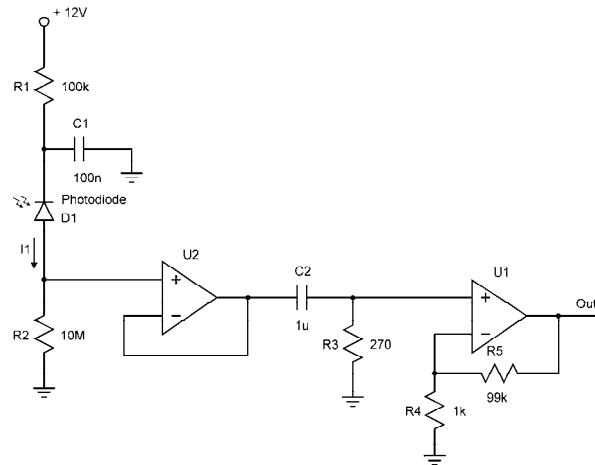 + 12V
R1
100k
C1
100n
Photodiode
D1
I1
R2
10M
U2
+
−
C2
1u
R3
270
U1
+
−
Out
R5
99k
R4
1k